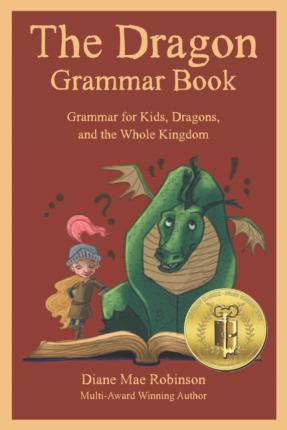 The Dragon
Grammar Book
Grammar for Kids, Dragons,
and the Whole Kingdom
Diane Mae Robinson
Multi-Award Winning Author